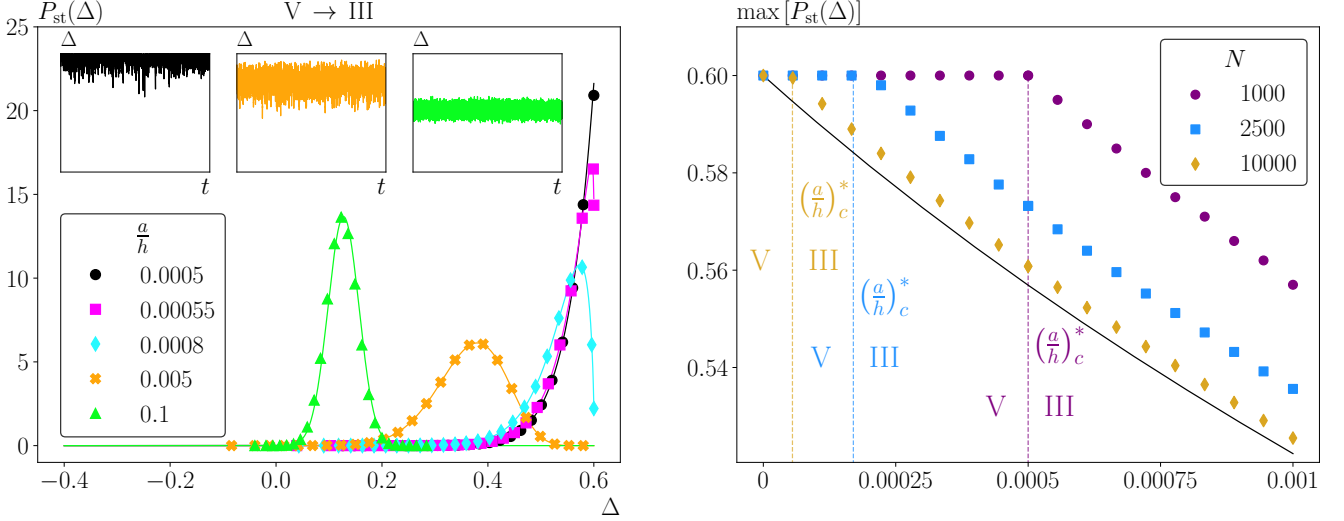 P_st(Δ)
V → III
25
20
15
10
5
0
Δ
Δ
Δ
t
t
t
a/h
0.0005
0.00055
0.0008
0.005
0.1
−0.4
−0.2
0.0
0.2
0.4
0.6
Δ
max [P_st(Δ)]
0.60
0.58
0.56
0.54
N
1000
2500
10000
(a/h)_c^*
V III
(a/h)_c^*
V III
(a/h)_c^*
V III
0
0.00025
0.0005
0.00075
0.001